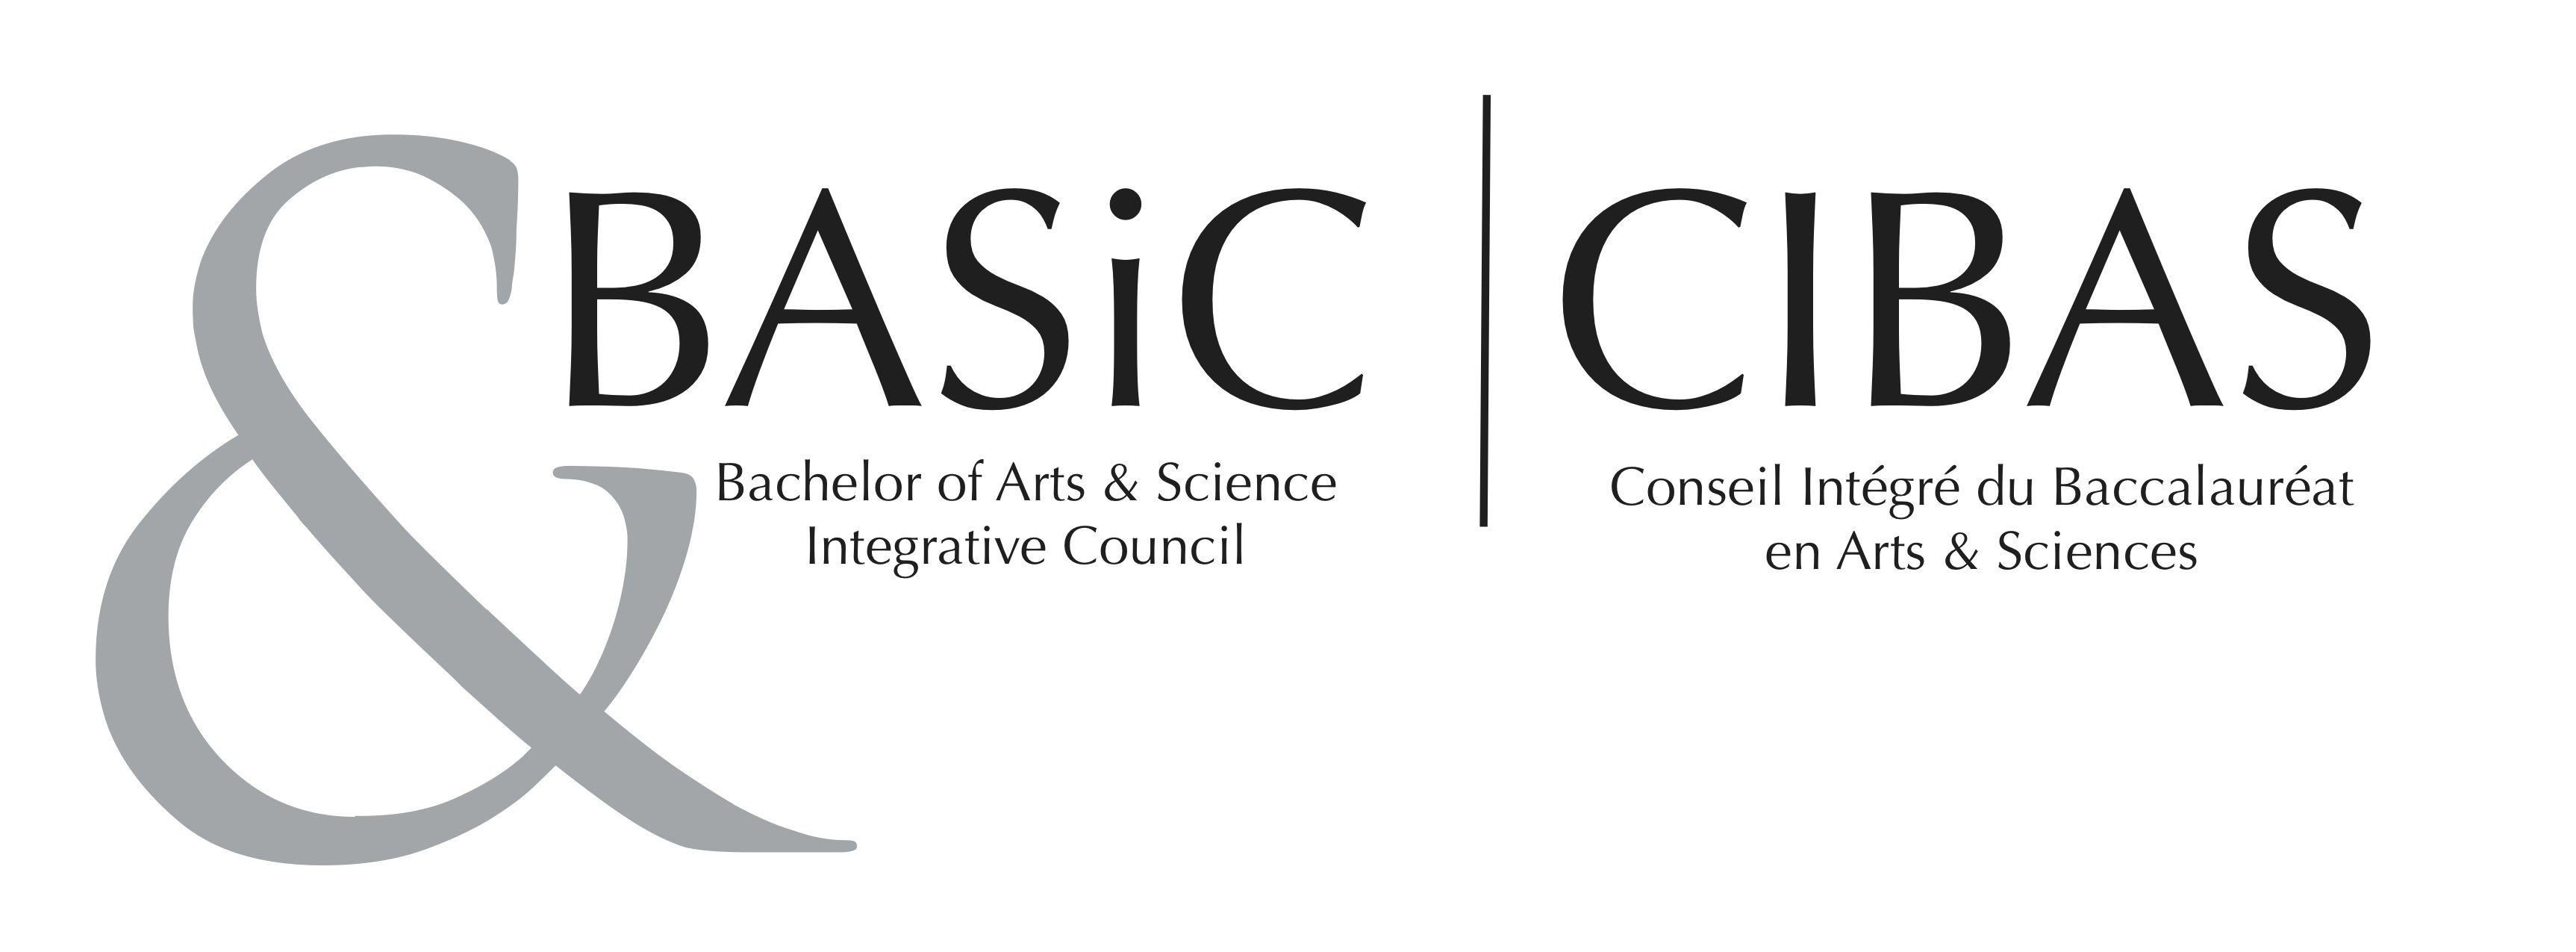 &
BASiC | CIBAS
Bachelor of Arts & Science
Integrative Council
Conseil Intégré du Baccalauréat
en Arts & Sciences